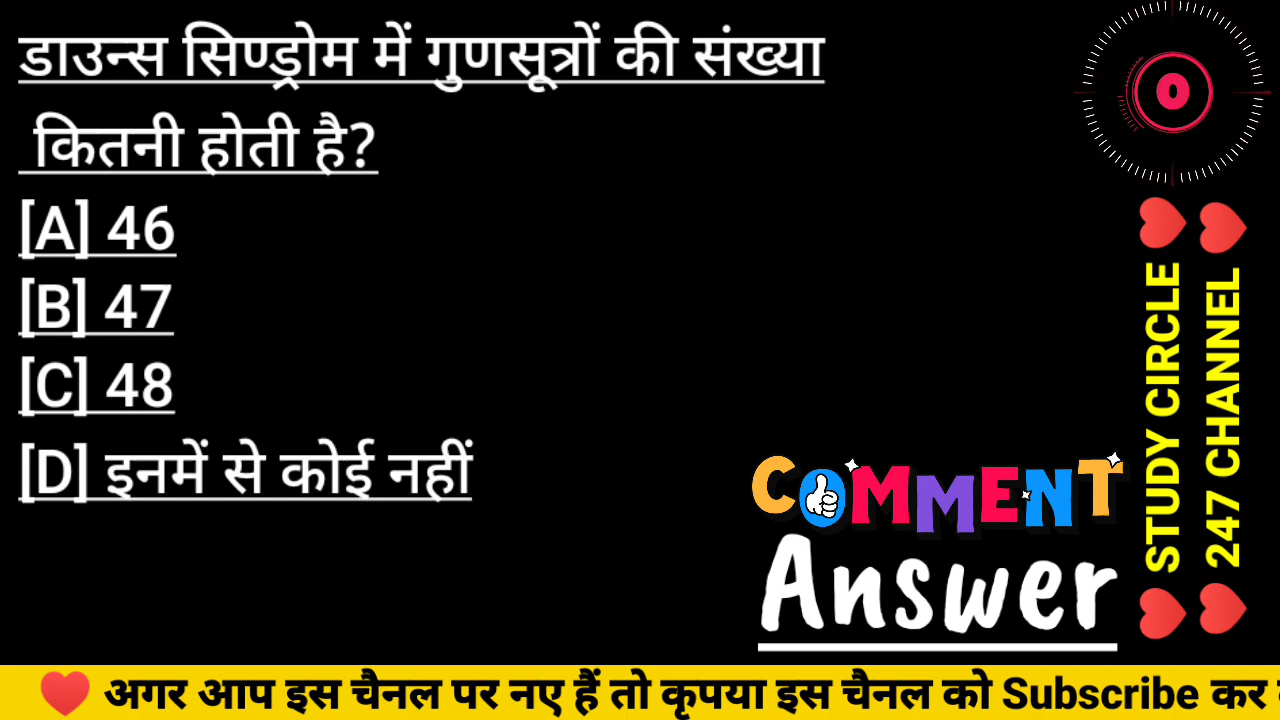 डाउन्स सिण्ड्रोम में गुणसूत्रों की संख्या
कितनी होती है?
[A] 46
[B] 47
[C] 48
[D] इनमें से कोई नहीं
0
STUDY CIRCLE
247 CHANNEL
COMMENT
Answer
अगर आप इस चैनल पर नए हैं तो कृपया इस चैनल को Subscribe कर